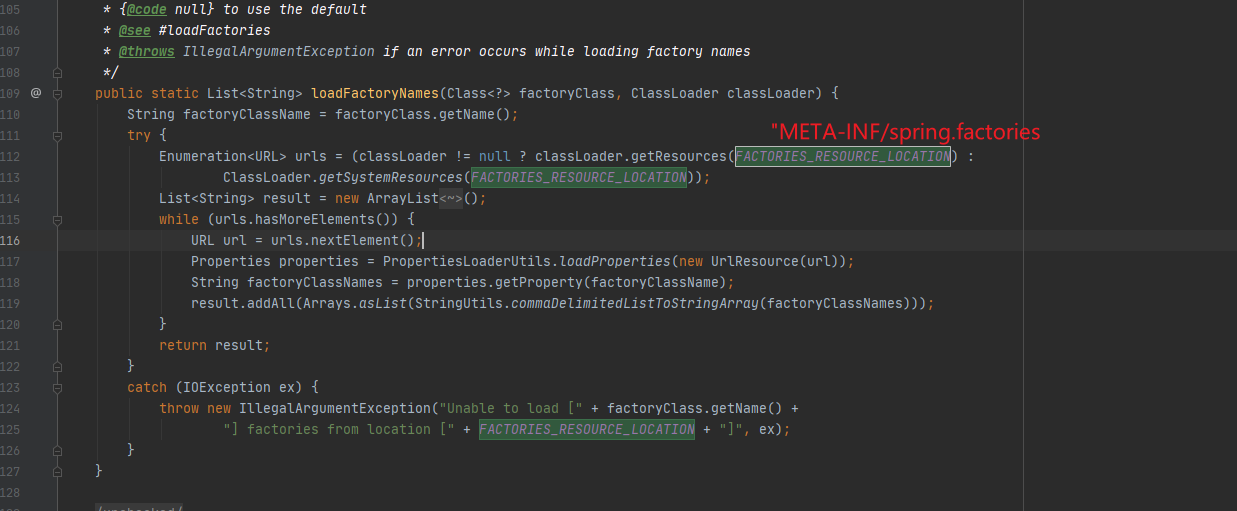 105 * {@code null} to use the default
106 * @see #loadFactories
107 * @throws IllegalArgumentException if an error occurs while loading factory names
108 */
109 @ public static List<String> loadFactoryNames(Class<?> factoryClass, ClassLoader classLoader) {
110 String factoryClassName = factoryClass.getName();
111 try {
"META-INF/spring.factories
112 Enumeration<URL> urls = (classLoader != null ? classLoader.getResources(FACTORIES_RESOURCE_LOCATION) :
113 ClassLoader.getSystemResources(FACTORIES_RESOURCE_LOCATION));
114 List<String> result = new ArrayList<~>();
115 while (urls.hasMoreElements()) {
116 URL url = urls.nextElement();
117 Properties properties = PropertiesLoaderUtils.loadProperties(new UrlResource(url));
118 String factoryClassNames = properties.getProperty(factoryClassName);
119 result.addAll(Arrays.asList(StringUtils.commaDelimitedListToStringArray(factoryClassNames)));
120 }
121 return result;
122 }
123 catch (IOException ex) {
124 throw new IllegalArgumentException("Unable to load [" + factoryClass.getName() +
125 "] factories from location [" + FACTORIES_RESOURCE_LOCATION + "]", ex);
126 }
127 }
128